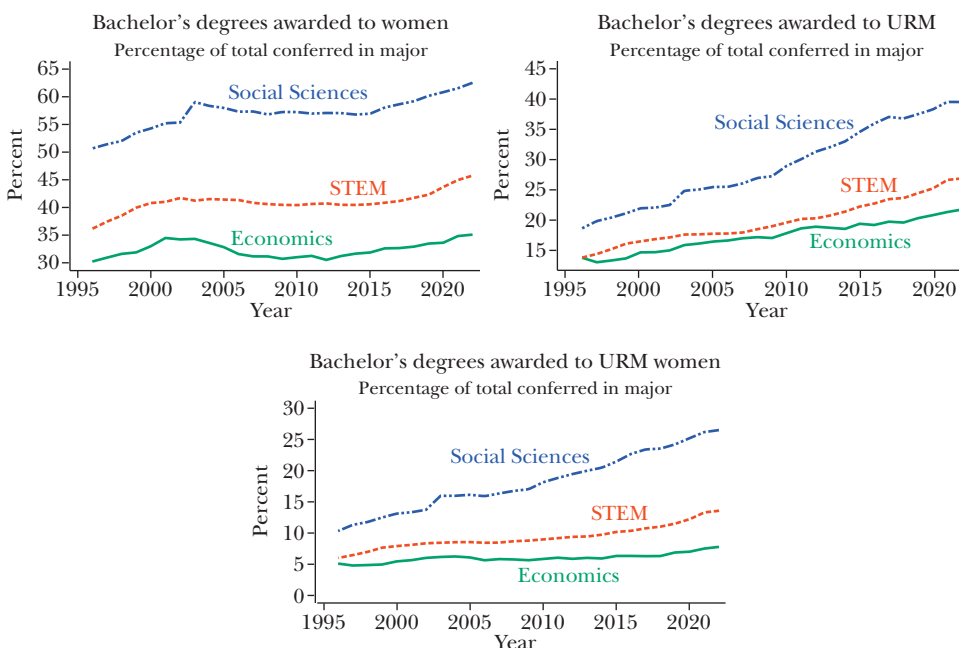 Bachelor's degrees awarded to women
Percentage of total conferred in major
65
60
55
50
45
40
35
30
Percent
Social Sciences
STEM
Economics
1995 2000 2005 2010 2015 2020
Year
Bachelor's degrees awarded to URM
Percentage of total conferred in major
45
40
35
30
25
20
15
Percent
Social Sciences
STEM
Economics
1995 2000 2005 2010 2015 2020
Year
Bachelor's degrees awarded to URM women
Percentage of total conferred in major
30
25
20
15
10
5
0
Percent
Social Sciences
STEM
Economics
1995 2000 2005 2010 2015 2020
Year